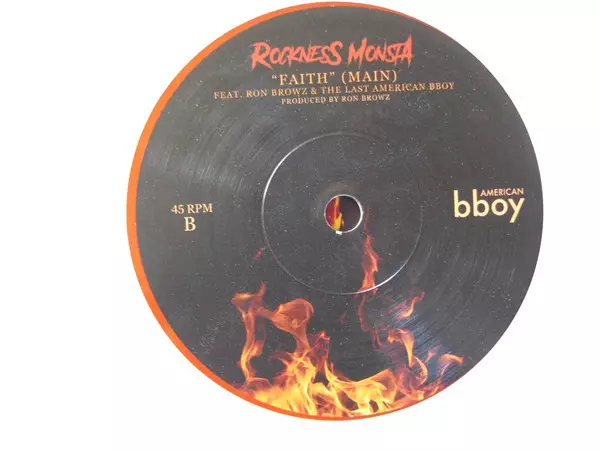 ROCKNESS MONSTA
"FAITH" (MAIN)
FEAT. RON BROWZ & THE LAST AMERICAN BBOY
PRODUCED BY RON BROWZ
45 RPM
B
AMERICAN
bboy